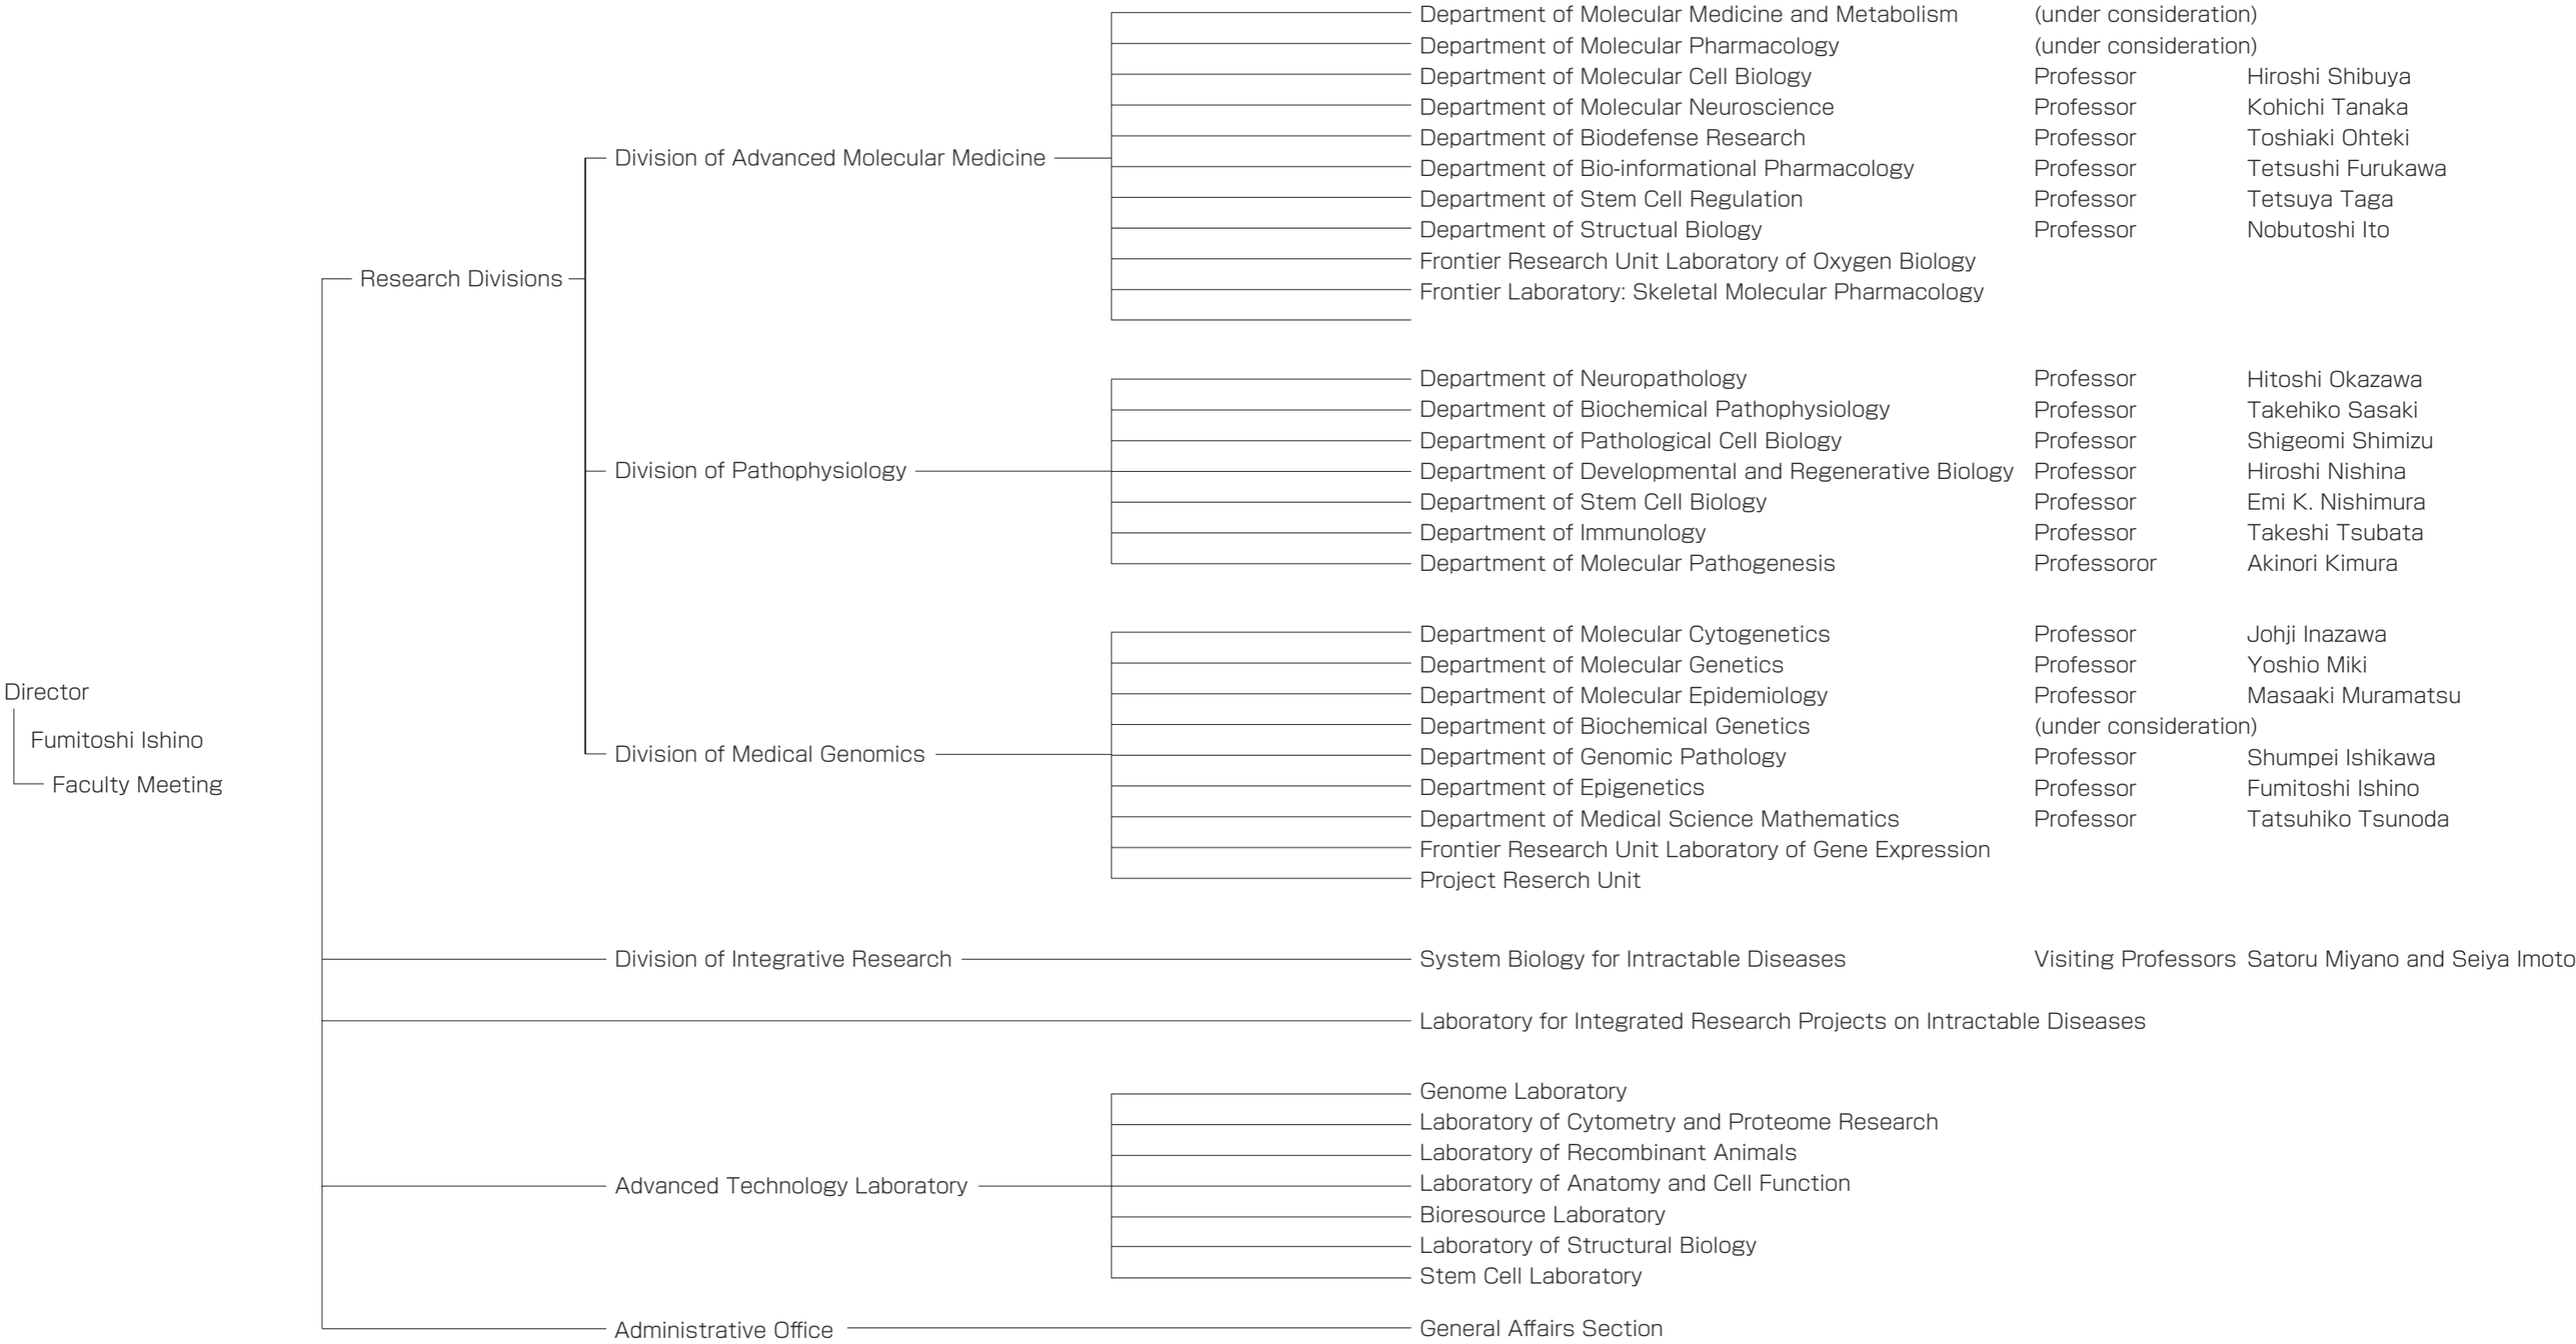 Department of Molecular Medicine and Metabolism (under consideration)
Department of Molecular Pharmacology (under consideration)
Department of Molecular Cell Biology Professor Hiroshi Shibuya
Department of Molecular Neuroscience Professor Kohichi Tanaka
Department of Biodefense Research Professor Toshiaki Ohteki
Division of Advanced Molecular Medicine
Department of Bio-informational Pharmacology Professor Tetsushi Furukawa
Department of Stem Cell Regulation Professor Tetsuya Taga
Department of Structual Biology Professor Nobutoshi Ito
Frontier Research Unit Laboratory of Oxygen Biology
Research Divisions
Frontier Laboratory: Skeletal Molecular Pharmacology
Department of Neuropathology Professor Hitoshi Okazawa
Department of Biochemical Pathophysiology Professor Takehiko Sasaki
Department of Pathological Cell Biology Professor Shigeomi Shimizu
Division of Pathophysiology Department of Developmental and Regenerative Biology Professor Hiroshi Nishina
Department of Stem Cell Biology Professor Emi K. Nishimura
Department of Immunology Professor Takeshi Tsubata
Department of Molecular Pathogenesis Professoror Akinori Kimura
Department of Molecular Cytogenetics Professor Johji Inazawa
Department of Molecular Genetics Professor Yoshio Miki
Director
Department of Molecular Epidemiology Professor Masaaki Muramatsu
Department of Biochemical Genetics (under consideration)
Fumitoshi Ishino
Division of Medical Genomics Department of Genomic Pathology Professor Shumpei Ishikawa
Faculty Meeting
Department of Epigenetics Professor Fumitoshi Ishino
Department of Medical Science Mathematics Professor Tatsuhiko Tsunoda
Frontier Research Unit Laboratory of Gene Expression
Project Reserch Unit
Division of Integrative Research System Biology for Intractable Diseases Visiting Professors Satoru Miyano and Seiya Imoto
Laboratory for Integrated Research Projects on Intractable Diseases
Genome Laboratory
Laboratory of Cytometry and Proteome Research
Laboratory of Recombinant Animals
Advanced Technology Laboratory Laboratory of Anatomy and Cell Function
Bioresource Laboratory
Laboratory of Structural Biology
Stem Cell Laboratory
Administrative Office General Affairs Section